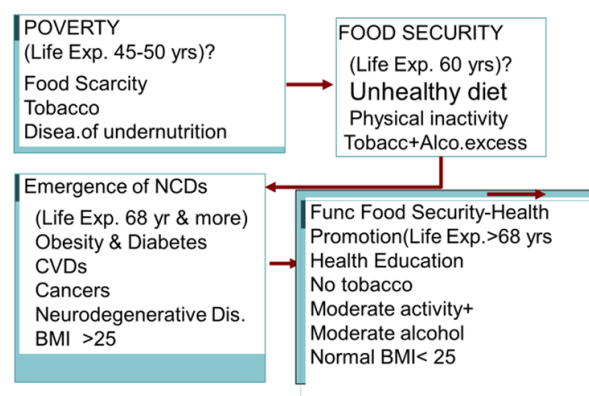 POVERTY
(Life Exp. 45-50 yrs)?
Food Scarcity
Tobacco
Disea.of undernutrition
FOOD SECURITY
(Life Exp. 60 yrs)?
Unhealthy diet
Physical inactivity
Tobacc+Alco.excess
Emergence of NCDs
(Life Exp. 68 yr & more)
Obesity & Diabetes
CVDs
Cancers
Neurodegenerative Dis.
BMI >25
Func Food Security-Health
Promotion(Life Exp.>68 yrs
Health Education
No tobacco
Moderate activity+
Moderate alcohol
Normal BMI< 25